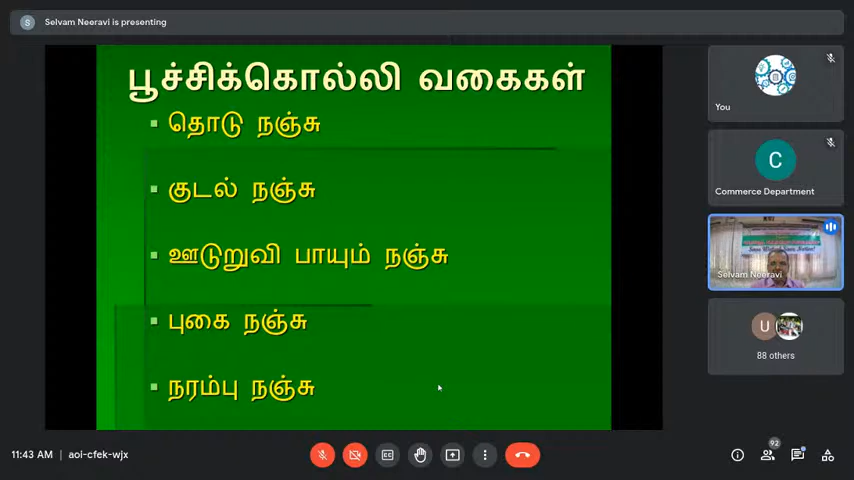 S Selvam Neeravi is presenting
பூச்சிக்கொல்லி வகைகள்
தொடு நஞ்சு
குடல் நஞ்சு
ஊடுறுவி பாயும் நஞ்சு
புகை நஞ்சு
நரம்பு நஞ்சு
You
C
Commerce Department
Selvam Neeravi
U
88 others
11:43 AM | aoi-cfek-wjx
CC
92